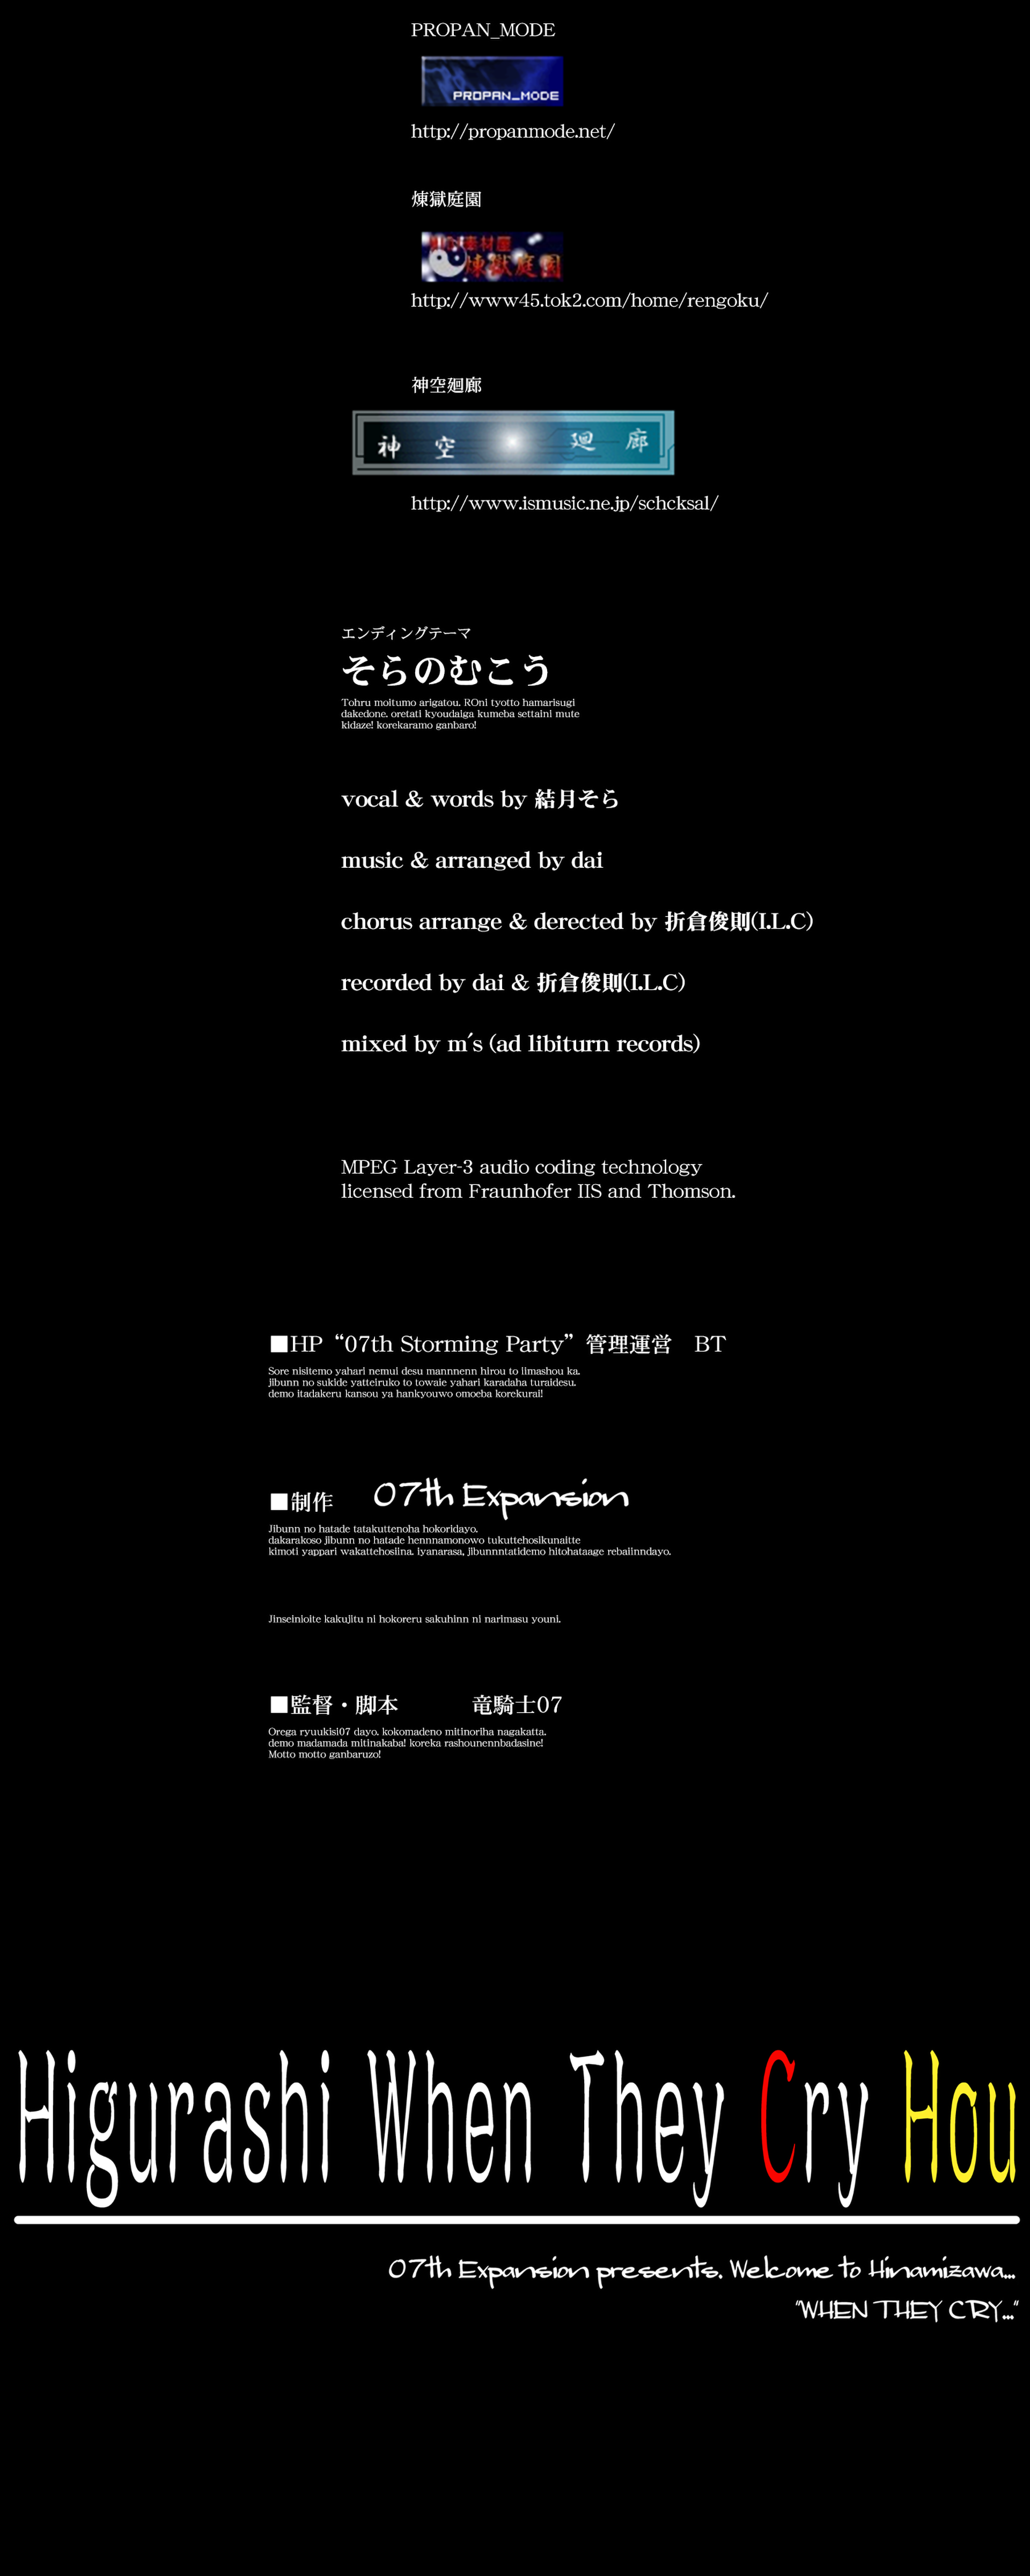 PROPAN_MODE
PROPAN_MODE
http://propanmode.net/
煉獄庭園
煉獄庭園
http://www45.tok2.com/home/rengoku/
神空廻廊
神 空 廻 廊
http://www.ismusic.ne.jp/schcksal/
エンディングテーマ
そらのむこう
Tohru moitumo arigatou. ROni tyotto hamarisugi
dakedone. oretati kyoudaiga kumeba settaini mute
kidaze! korekaramo ganbaro!
vocal & words by 結月そら
music & arranged by dai
chorus arrange & derected by 折倉俊則(I.L.C)
recorded by dai & 折倉俊則(I.L.C)
mixed by m´s (ad libiturn records)
MPEG Layer-3 audio coding technology
licensed from Fraunhofer IIS and Thomson.
■HP “07th Storming Party” 管理運営　BT
Sore nisitemo yahari nemui desu mannnenn hirou to iimashou ka.
jibunn no sukide yatteiruko to towaie yahari karadaha turaidesu.
demo itadakeru kansou ya hankyouwo omoeba korekurai!
■制作　07th Expansion
Jibunn no hatade tatakuttenoha hokoridayo.
dakarakoso jibunn no hatade hennnamonowo tukuttehosikunaitte
kimoti yappari wakattehosiina. iyanarasa, jibunnntatidemo hitohataage rebaiinndayo.
Jinseinioite kakujitu ni hokoreru sakuhinn ni narimasu youni.
■監督・脚本　　　竜騎士07
Orega ryuukisi07 dayo. kokomadeno mitinoriha nagakatta.
demo madamada mitinakaba! koreka rashounennbadasine!
Motto motto ganbaruzo!
Higurashi When They Cry Hou
07th Expansion presents. Welcome to Hinamizawa...
"WHEN THEY CRY..."